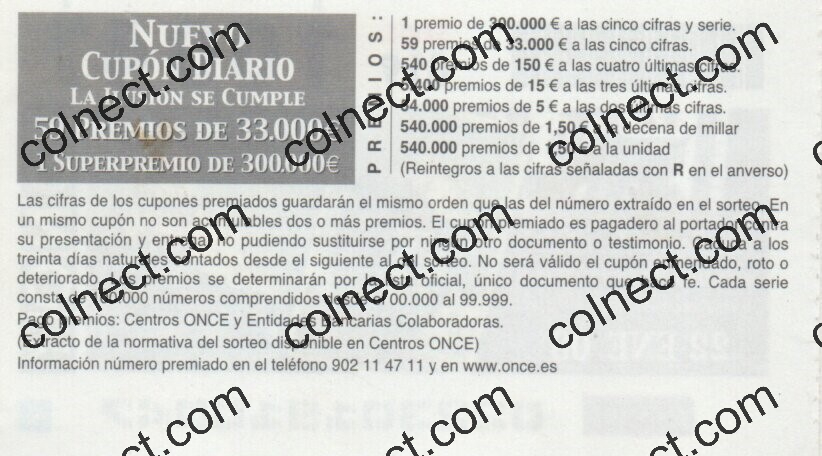 NUEVO
CUPÓN DIARIO
LA ILUSIÓN SE CUMPLE
59 PREMIOS DE 33.000€
1 SUPERPREMIO DE 300.000€
PREMIOS:
1 premio de 300.000 € a las cinco cifras y serie.
59 premios de 33.000 € a las cinco cifras.
540 premios de 150 € a las cuatro últimas cifras.
5.400 premios de 15 € a las tres últimas cifras.
54.000 premios de 5 € a las dos últimas cifras.
540.000 premios de 1,50 € a la decena de millar
540.000 premios de 1,50 € a la unidad
(Reintegros a las cifras señaladas con R en el anverso)
Las cifras de los cupones premiados guardarán el mismo orden que las del número extraído en el sorteo. En
un mismo cupón no son acumulables dos o más premios. El cupón premiado es pagadero al portador contra
su presentación y entrega, no pudiendo sustituirse por ningún otro documento o testimonio. Caduca a los
treinta días naturales contados desde el siguiente al del sorteo. No será válido el cupón enmendado, roto o
deteriorado. Los premios se determinarán por la lista oficial, único documento que hace fe. Cada serie
consta de 100.000 números comprendidos desde el 00.000 al 99.999.
Pago premios: Centros ONCE y Entidades Bancarias Colaboradoras.
(Extracto de la normativa del sorteo disponible en Centros ONCE)
Información número premiado en el teléfono 902 11 47 11 y en www.once.es
colnect.com
colnect.com
colnect.com
colnect.com
colnect.com
colnect.com
colnect.com
colnect.com
colnect.com